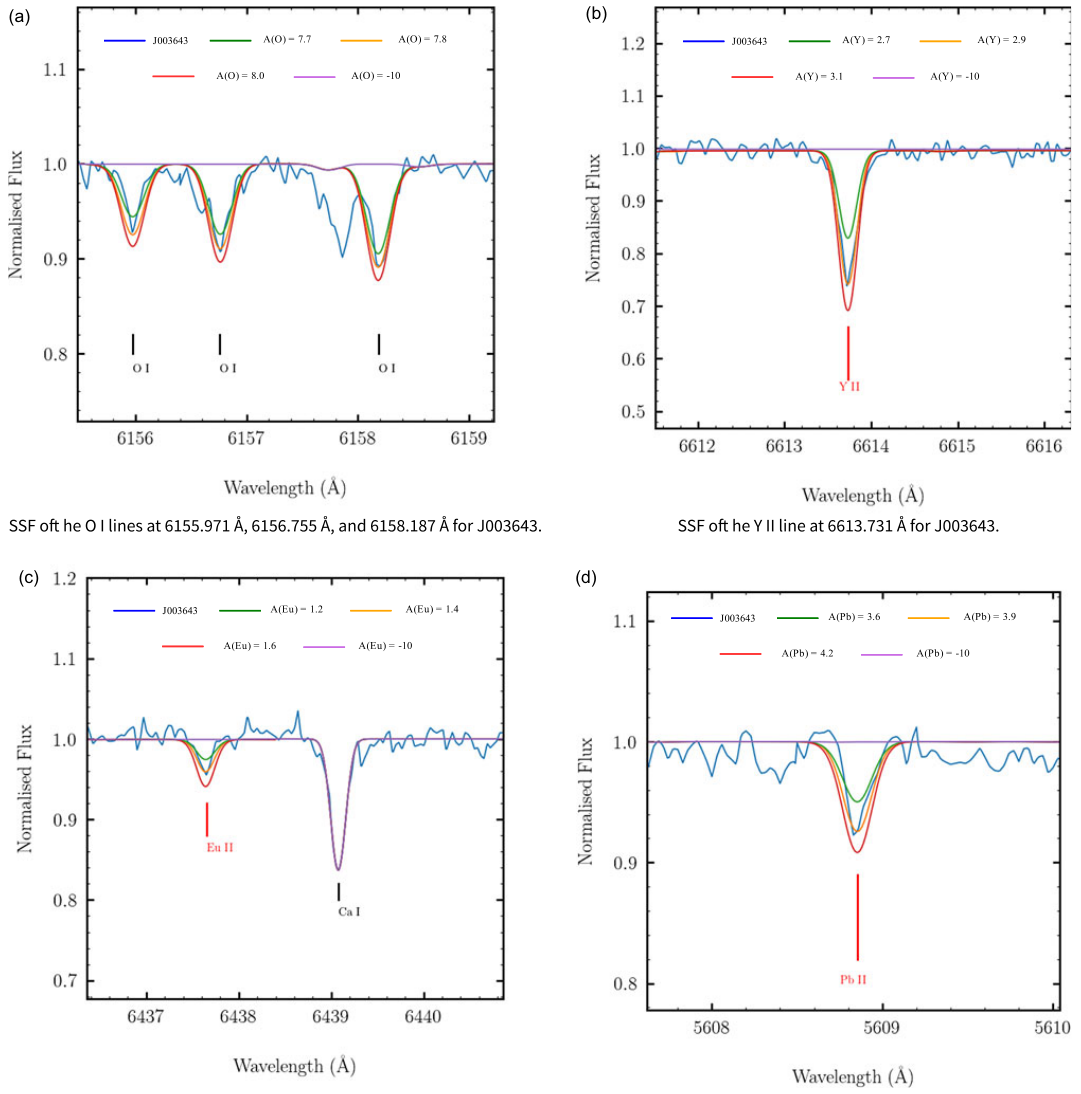 (a)
J003643 A(O) = 7.7 A(O) = 7.8
A(O) = 8.0 A(O) = -10
1.1
1.0
0.9
0.8
Normalised Flux
O I O I O I
6156 6157 6158 6159
Wavelength (Å)
SSF oft he O I lines at 6155.971 Å, 6156.755 Å, and 6158.187 Å for J003643.
(b)
J003643 A(Y) = 2.7 A(Y) = 2.9
A(Y) = 3.1 A(Y) = -10
1.2
1.1
1.0
0.9
0.8
0.7
0.6
0.5
Normalised Flux
Y II
6612 6613 6614 6615 6616
Wavelength (Å)
SSF oft he Y II line at 6613.731 Å for J003643.
(c)
J003643 A(Eu) = 1.2 A(Eu) = 1.4
A(Eu) = 1.6 A(Eu) = -10
1.2
1.1
1.0
0.9
0.8
0.7
Normalised Flux
Eu II
Ca I
6437 6438 6439 6440
Wavelength (Å)
(d)
J003643 A(Pb) = 3.6 A(Pb) = 3.9
A(Pb) = 4.2 A(Pb) = -10
1.1
1.0
0.9
0.8
Normalised Flux
Pb II
5608 5609 5610
Wavelength (Å)